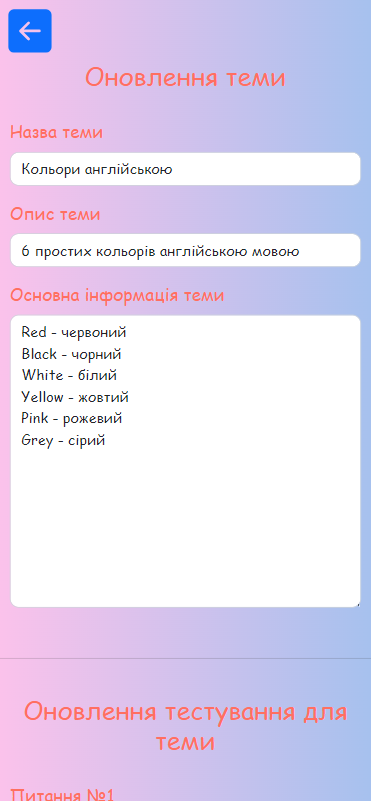 Оновлення теми
Назва теми
Кольори англійською
Опис теми
6 простих кольорів англійською мовою
Основна інформація теми
Red - червоний
Black - чорний
White - білий
Yellow - жовтий
Pink - рожевий
Grey - сірий
Оновлення тестування для
теми
Питання №1